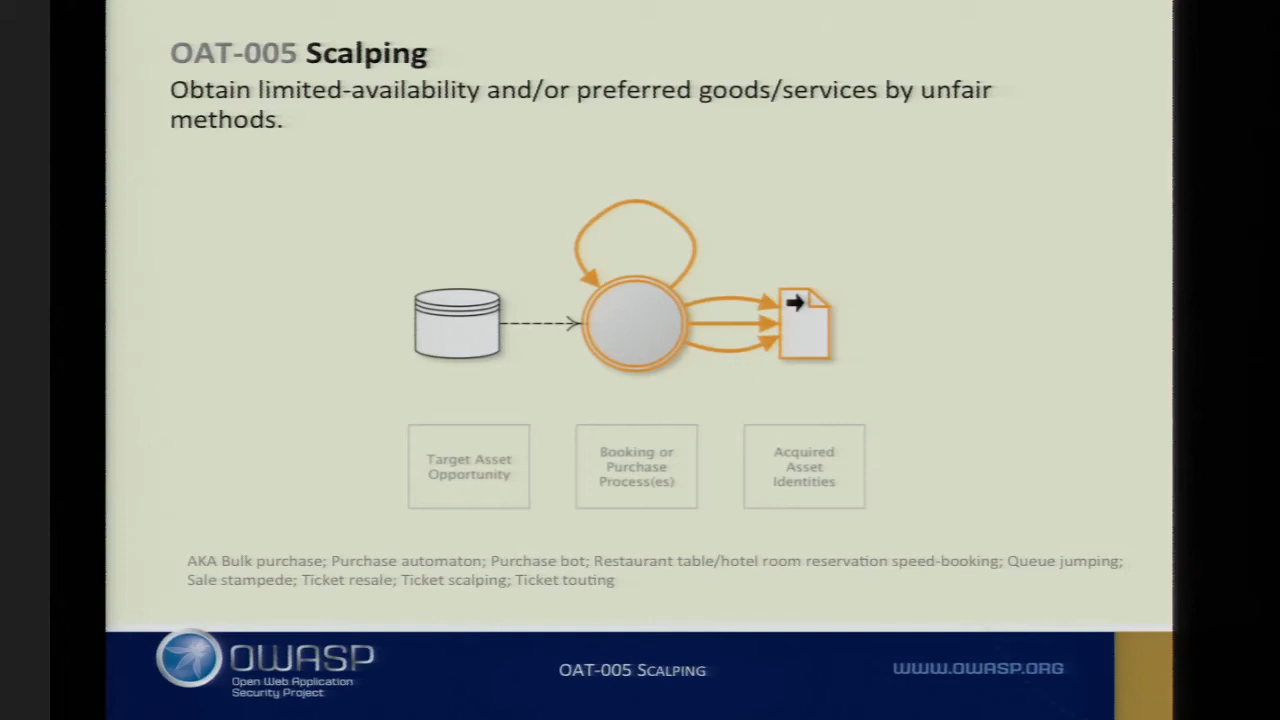 OAT-005 Scalping
Obtain limited-availability and/or preferred goods/services by unfair
methods.
Target Asset
Opportunity
Booking or
Purchase
Process(es)
Acquired
Asset
Identities
AKA Bulk purchase; Purchase automaton; Purchase bot; Restaurant table/hotel room reservation speed-booking; Queue jumping;
Sale stampede; Ticket resale; Ticket scalping; Ticket touting
OWASP
Open Web Application
Security Project
OAT-005 SCALPING
WWW.OWASP.ORG